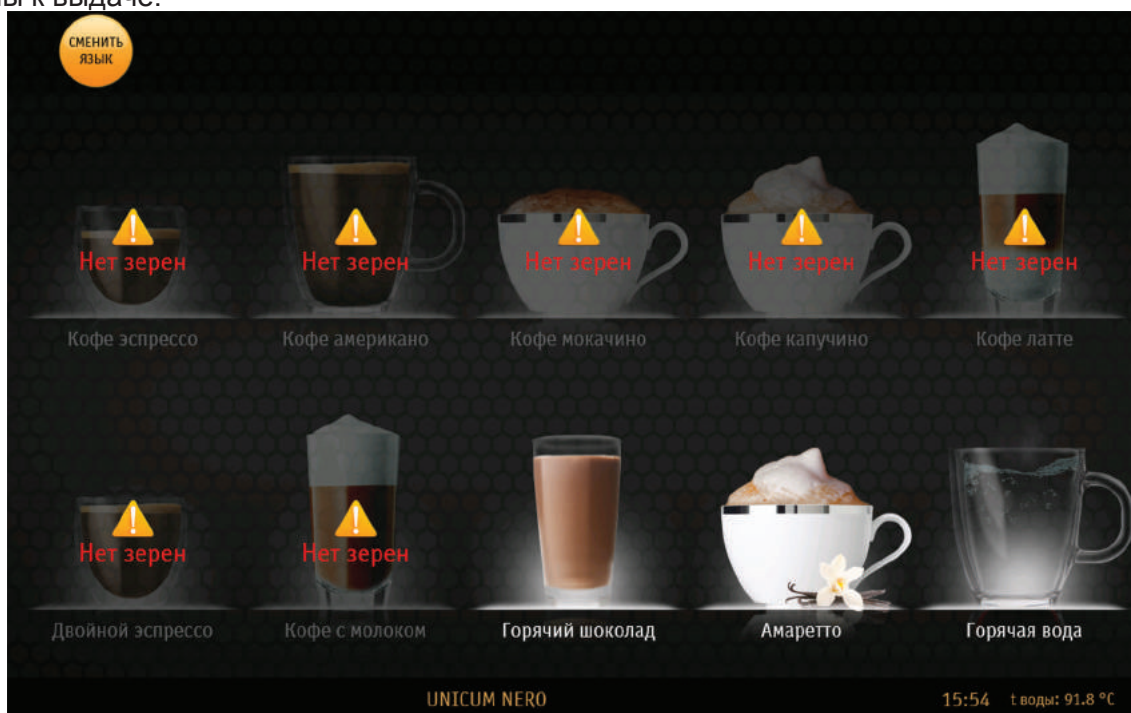 ы к выдаче.
СМЕНИТЬ
ЯЗЫК
Нет зерен
Нет зерен
Нет зерен
Нет зерен
Нет зерен
Кофе эспрессо
Кофе американо
Кофе мокачино
Кофе капучино
Кофе латте
Нет зерен
Нет зерен
Двойной эспрессо
Кофе с молоком
Горячий шоколад
Амаретто
Горячая вода
UNICUM NERO
15:54
t воды: 91.8 °C